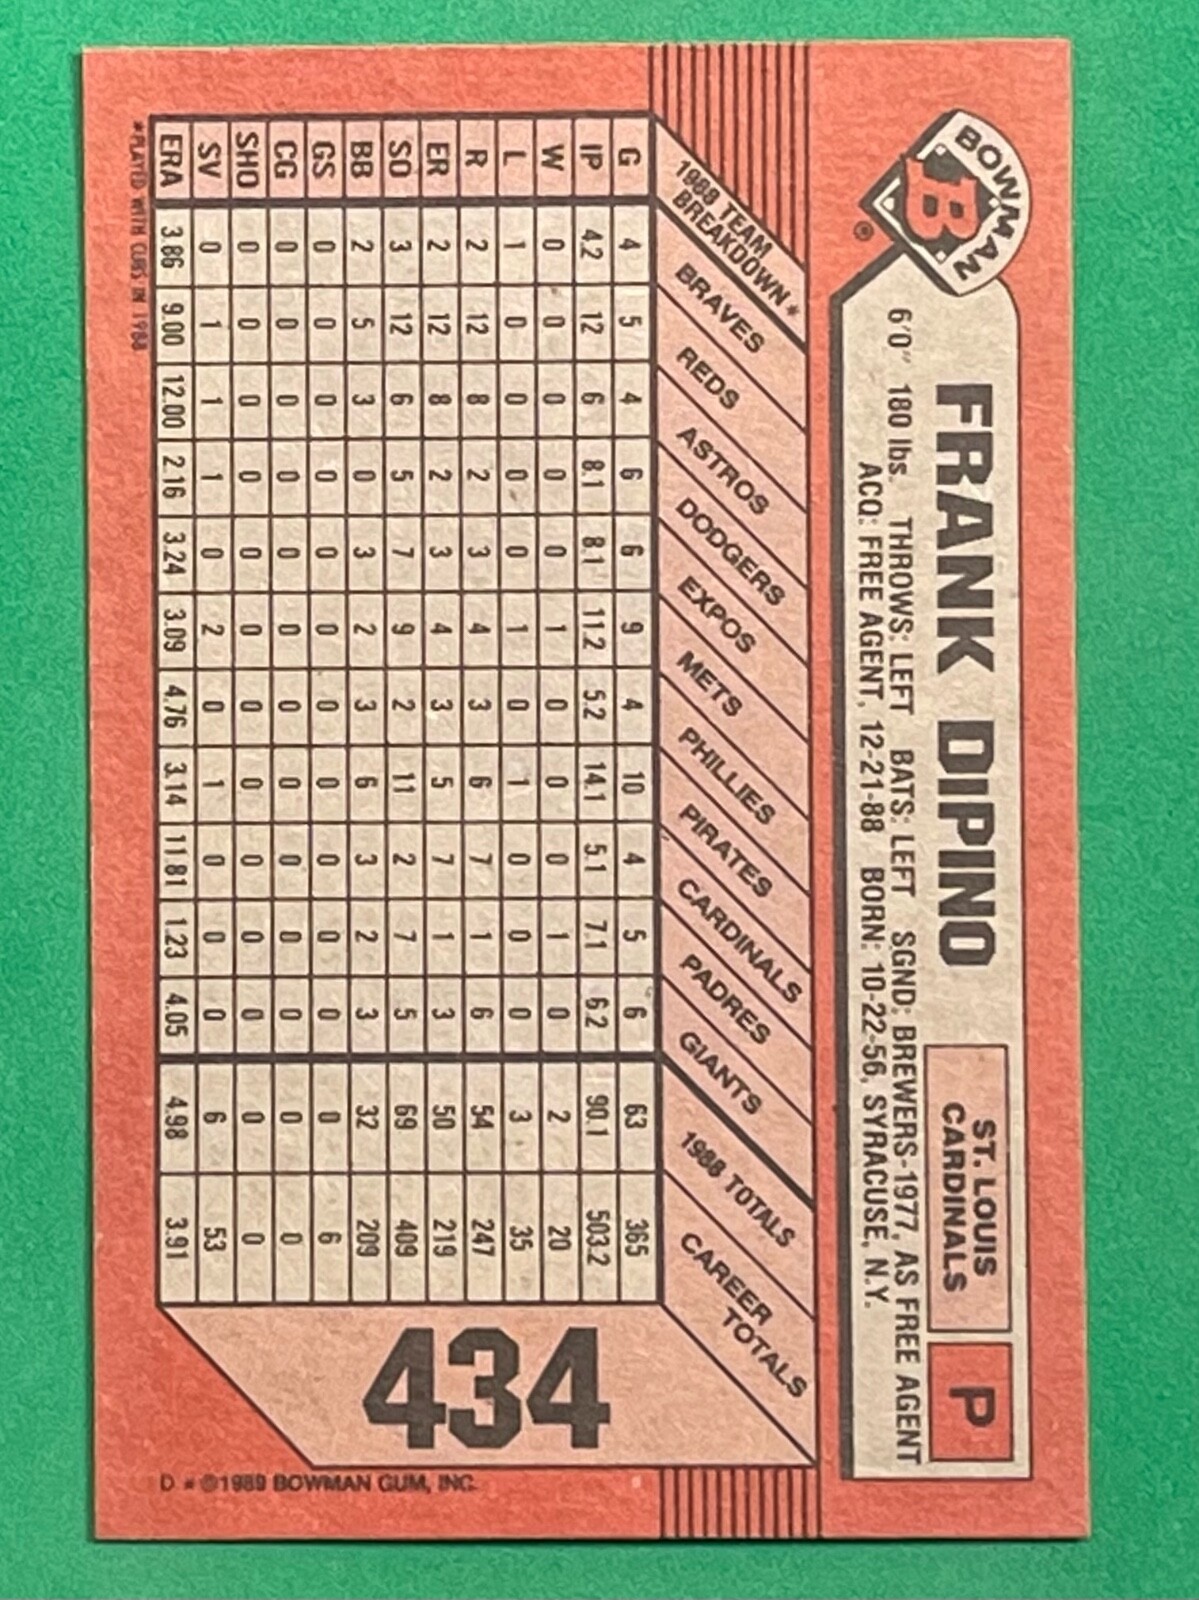 BOWMAN
B
®
FRANK DIPINO
ST. LOUIS
CARDINALS
P
6'0" 180 lbs. THROWS: LEFT BATS: LEFT SGND: BREWERS-1977, AS FREE AGENT
ACQ: FREE AGENT, 12-21-88 BORN: 10-22-56, SYRACUSE, N.Y.
1988 TEAM
BREAKDOWN*
BRAVES
REDS
ASTROS
DODGERS
EXPOS
METS
PHILLIES
PIRATES
CARDINALS
PADRES
GIANTS
1988 TOTALS
CAREER
TOTALS
G 4 5 4 6 6 9 4 10 4 5 6 63 365
IP 4.2 12 6 8.1 8.1 11.2 5.2 14.1 5.1 7.1 6.2 90.1 503.2
W 0 0 0 0 0 1 0 0 0 1 0 2 20
L 1 0 0 0 0 1 0 1 0 0 0 3 35
R 2 12 8 2 3 4 3 6 7 1 6 54 247
ER 2 12 8 2 3 4 3 5 7 1 3 50 219
SO 3 12 6 5 7 9 2 11 2 7 5 69 409
BB 2 5 3 0 3 2 3 6 3 2 3 32 209
GS 0 0 0 0 0 0 0 0 0 0 0 0 6
CG 0 0 0 0 0 0 0 0 0 0 0 0 0
SHO 0 0 0 0 0 0 0 0 0 0 0 0 0
SV 0 1 1 1 0 2 0 1 0 0 0 6 53
ERA 3.86 9.00 12.00 2.16 3.24 3.09 4.76 3.14 11.81 1.23 4.05 4.98 3.91
*PLAYED WITH CUBS IN 1988
434
D * ©1989 BOWMAN GUM, INC.